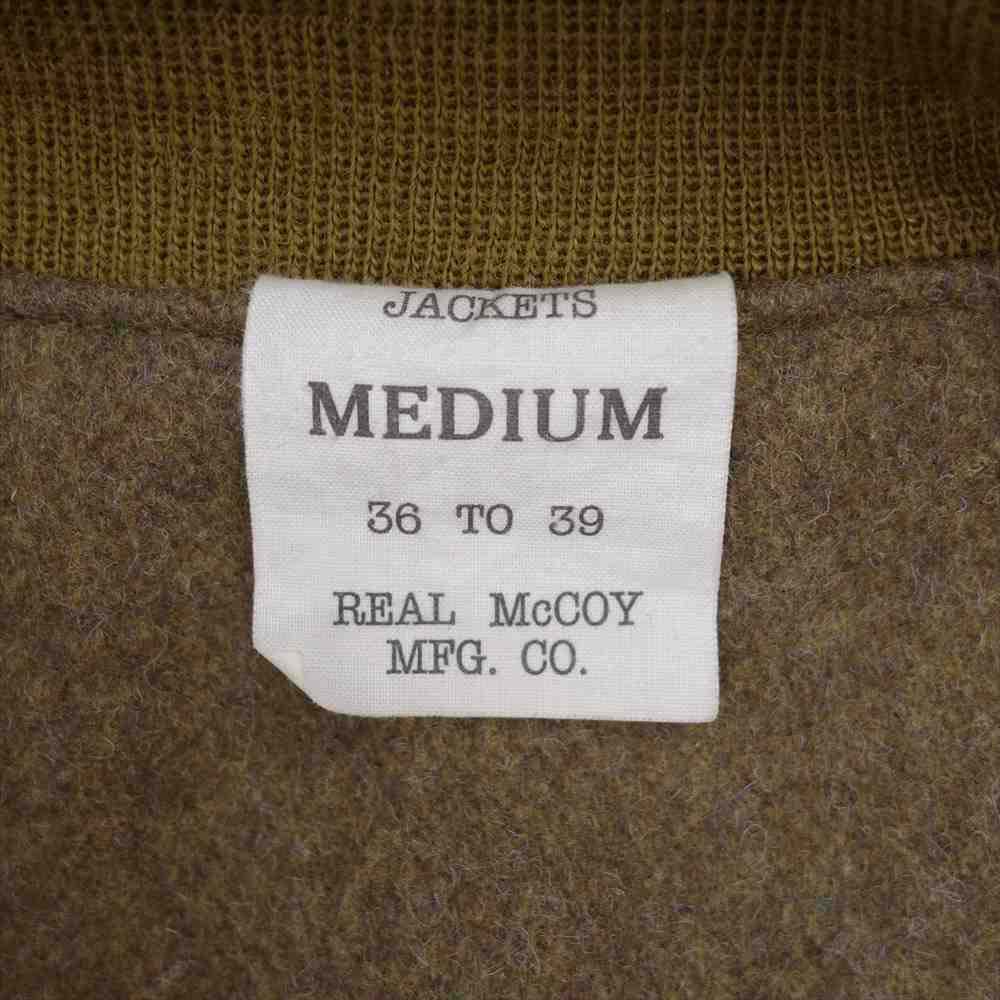 JACKETS
MEDIUM
36 TO 39
REAL McCOY
MFG. CO.